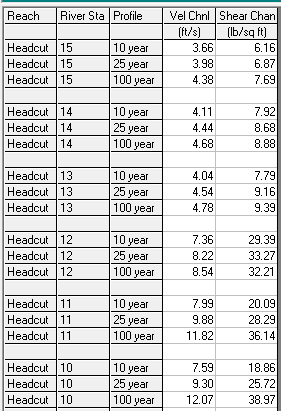 Reach River Sta Profile Vel Chnl Shear Chan
(ft/s) (lb/sq ft)
Headcut 15 10 year 3.66 6.16
Headcut 15 25 year 3.98 6.87
Headcut 15 100 year 4.38 7.69
Headcut 14 10 year 4.11 7.92
Headcut 14 25 year 4.44 8.68
Headcut 14 100 year 4.68 8.88
Headcut 13 10 year 4.04 7.79
Headcut 13 25 year 4.54 9.16
Headcut 13 100 year 4.78 9.39
Headcut 12 10 year 7.36 29.39
Headcut 12 25 year 8.22 33.27
Headcut 12 100 year 8.54 32.21
Headcut 11 10 year 7.99 20.09
Headcut 11 25 year 9.88 28.29
Headcut 11 100 year 11.82 36.14
Headcut 10 10 year 7.59 18.86
Headcut 10 25 year 9.30 25.72
Headcut 10 100 year 12.07 38.97